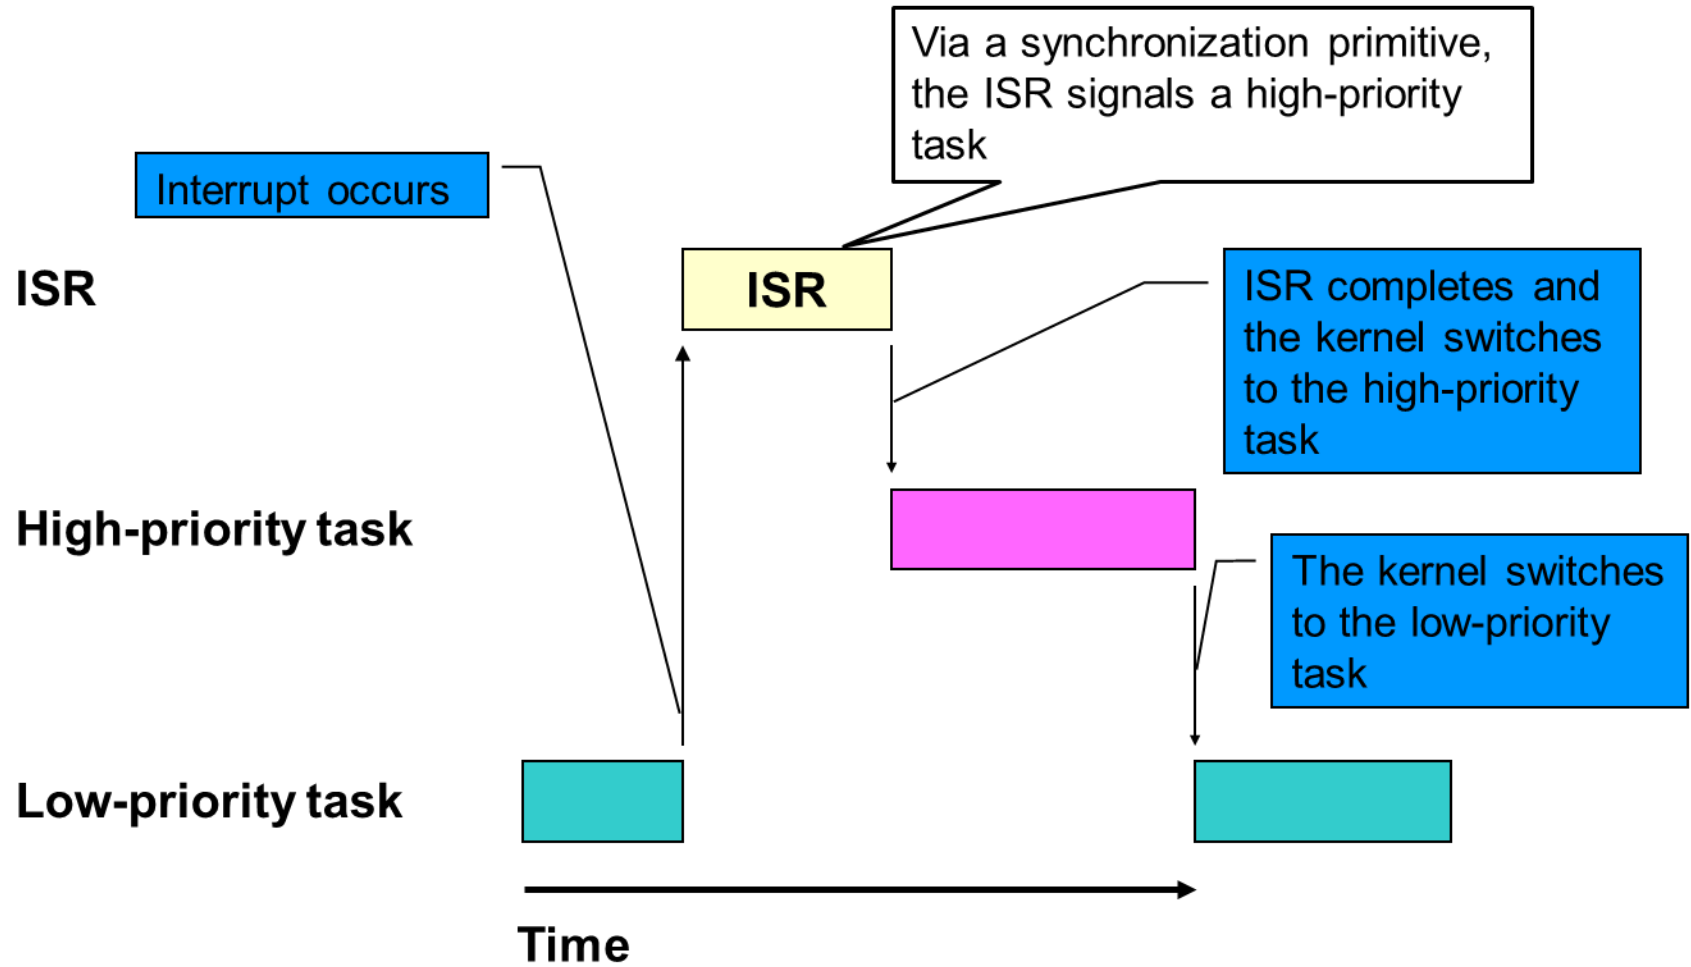 Via a synchronization primitive,
the ISR signals a high-priority
task
Interrupt occurs
ISR
ISR
ISR completes and
the kernel switches
to the high-priority
task
High-priority task
The kernel switches
to the low-priority
task
Low-priority task
Time